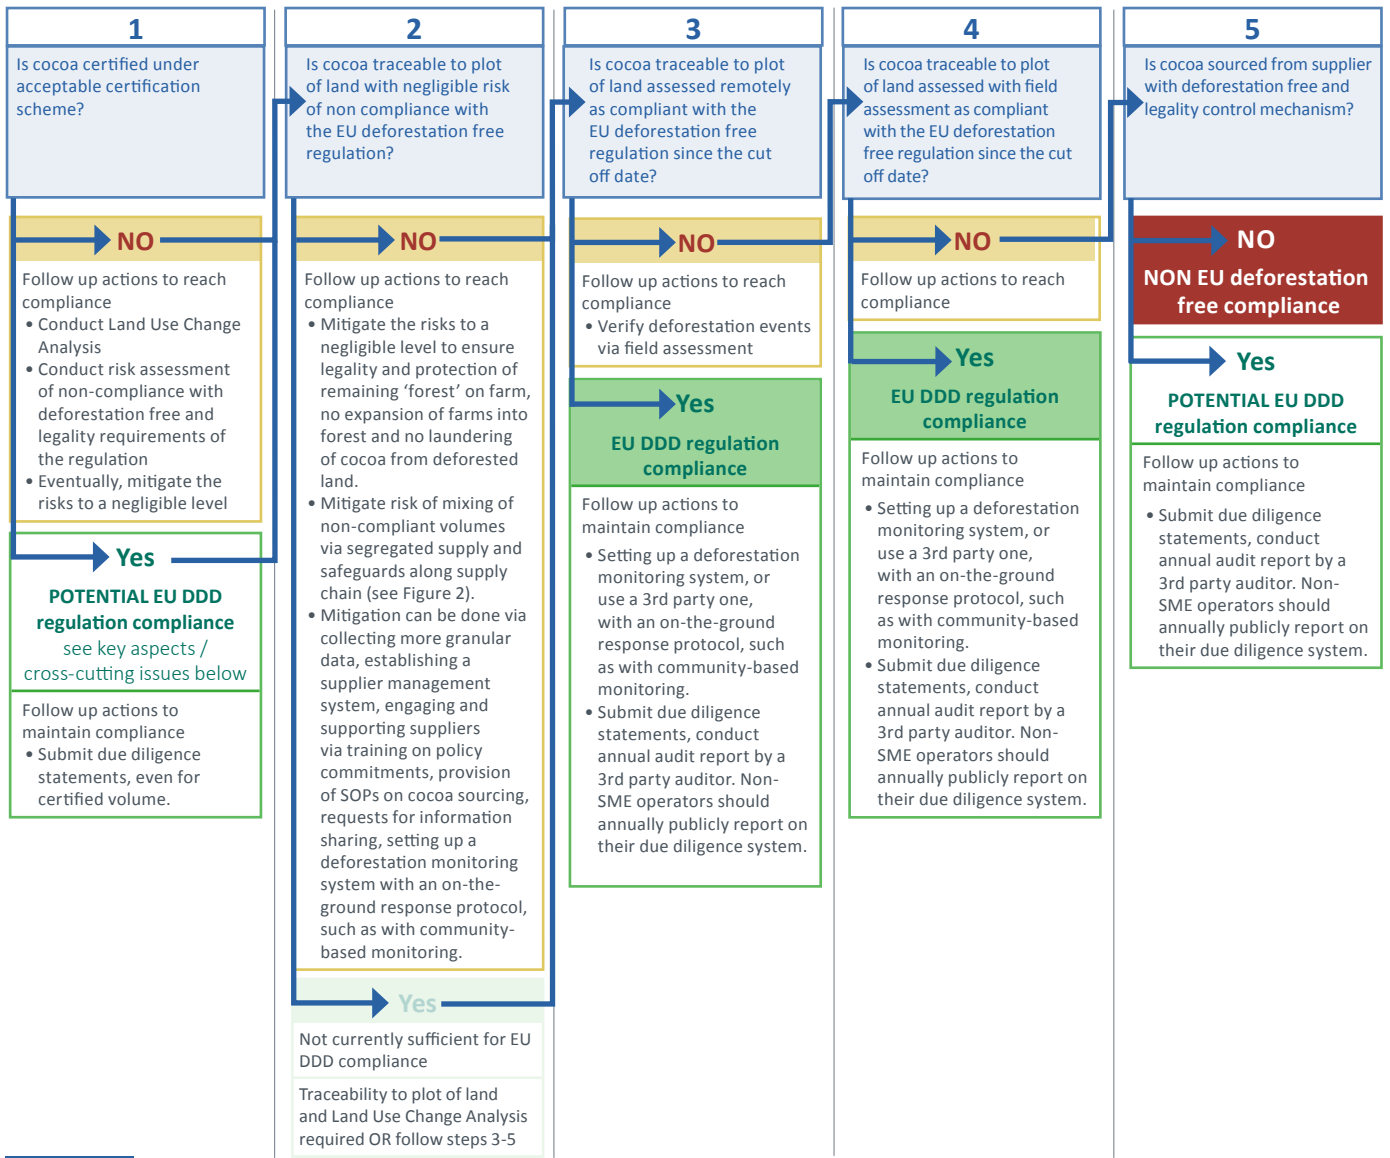 1
Is cocoa certified under
acceptable certification
scheme?
NO
Follow up actions to reach
compliance
• Conduct Land Use Change
Analysis
• Conduct risk assessment
of non-compliance with
deforestation free and
legality requirements of
the regulation
• Eventually, mitigate the
risks to a negligible level
Yes
POTENTIAL EU DDD
regulation compliance
see key aspects /
cross-cutting issues below
Follow up actions to
maintain compliance
• Submit due diligence
statements, even for
certified volume.
2
Is cocoa traceable to plot
of land with negligible risk
of non compliance with
the EU deforestation free
regulation?
NO
Follow up actions to reach
compliance
• Mitigate the risks to a
negligible level to ensure
legality and protection of
remaining ‘forest’ on farm,
no expansion of farms into
forest and no laundering
of cocoa from deforested
land.
• Mitigate risk of mixing of
non-compliant volumes
via segregated supply and
safeguards along supply
chain (see Figure 2).
• Mitigation can be done via
collecting more granular
data, establishing a
supplier management
system, engaging and
supporting suppliers
via training on policy
commitments, provision
of SOPs on cocoa sourcing,
requests for information
sharing, setting up a
deforestation monitoring
system with an on-the-
ground response protocol,
such as with community-
based monitoring.
Yes
Not currently sufficient for EU
DDD compliance
Traceability to plot of land
and Land Use Change Analysis
required OR follow steps 3-5
3
Is cocoa traceable to plot
of land assessed remotely
as compliant with the
EU deforestation free
regulation since the cut
off date?
NO
Follow up actions to reach
compliance
• Verify deforestation events
via field assessment
Yes
EU DDD regulation
compliance
Follow up actions to
maintain compliance
• Setting up a deforestation
monitoring system, or
use a 3rd party one,
with an on-the-ground
response protocol, such
as with community-based
monitoring.
• Submit due diligence
statements, conduct
annual audit report by a
3rd party auditor. Non-
SME operators should
annually publicly report on
their due diligence system.
4
Is cocoa traceable to plot
of land assessed with field
assessment as compliant
with the EU deforestation
free regulation since the cut
off date?
NO
Follow up actions to reach
compliance
Yes
EU DDD regulation
compliance
Follow up actions to
maintain compliance
• Setting up a deforestation
monitoring system, or
use a 3rd party one,
with an on-the-ground
response protocol, such
as with community-based
monitoring.
• Submit due diligence
statements, conduct
annual audit report by a
3rd party auditor. Non-
SME operators should
annually publicly report on
their due diligence system.
5
Is cocoa sourced from supplier
with deforestation free and
legality control mechanism?
NO
NON EU deforestation
free compliance
Yes
POTENTIAL EU DDD
regulation compliance
Follow up actions to
maintain compliance
• Submit due diligence
statements, conduct
annual audit report by a
3rd party auditor. Non-
SME operators should
annually publicly report on
their due diligence system.